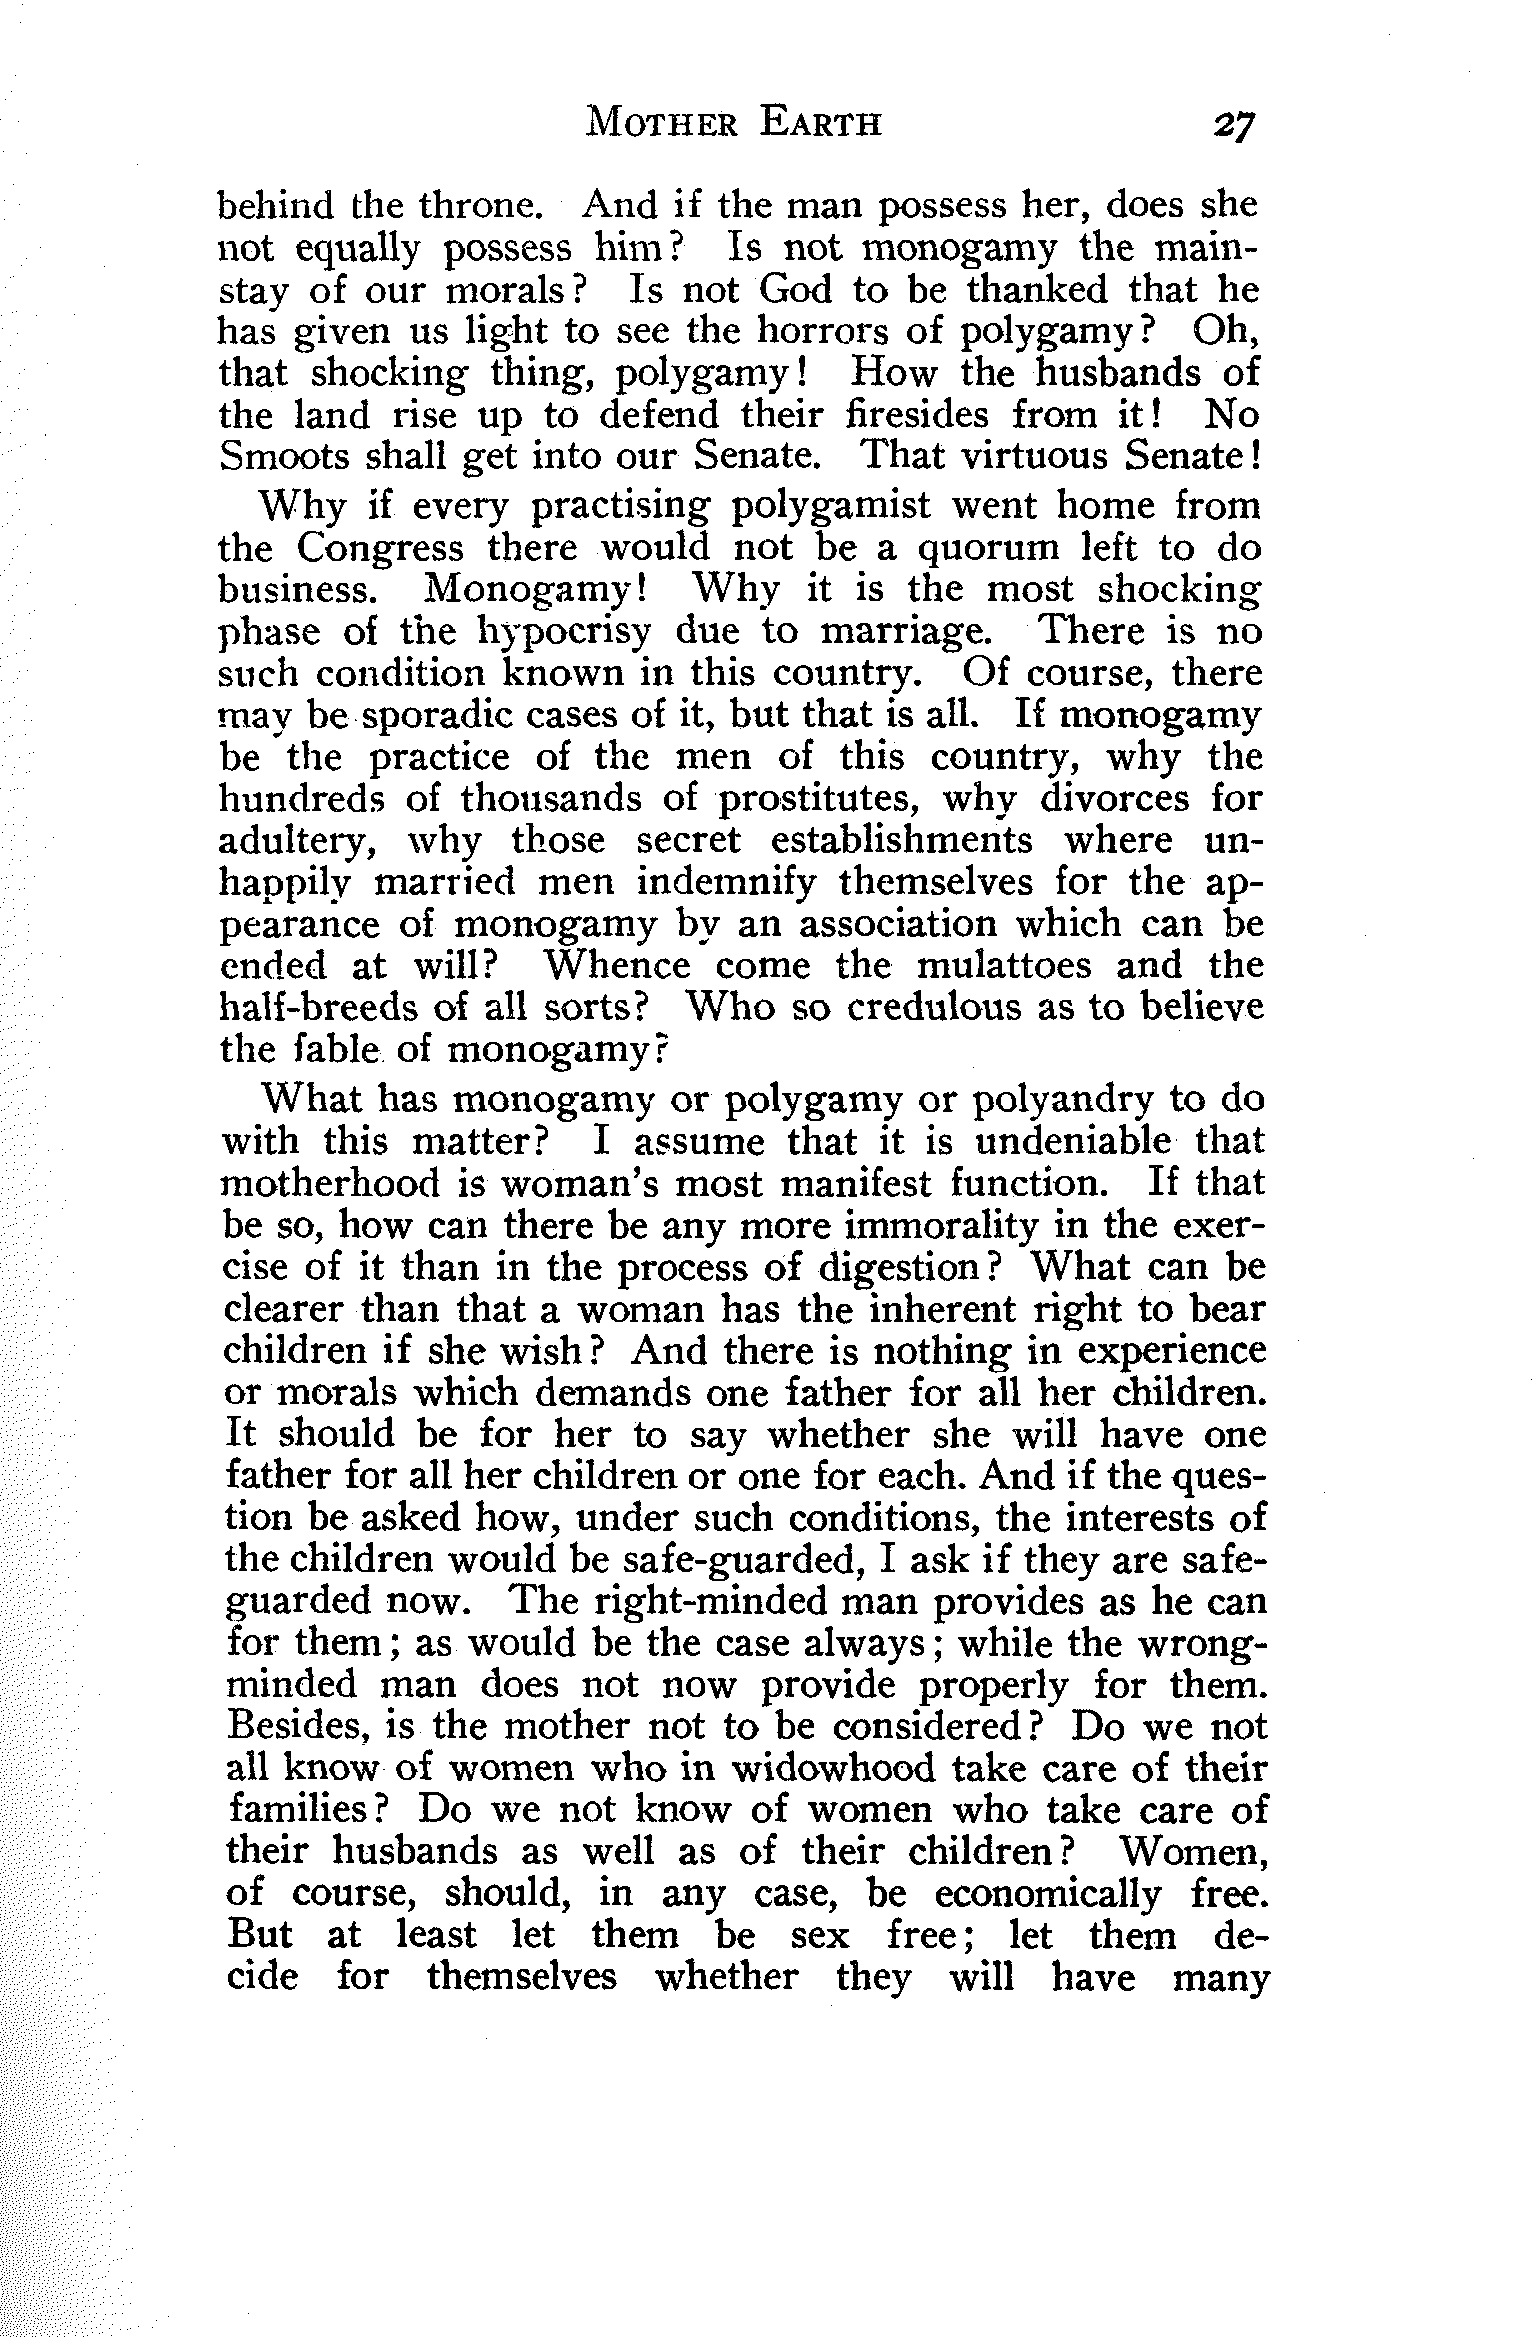 MOTHER EARTH 27
behind the throne. And if the man possess her, does she
not equally possess him? Is not monogamy the main-
stay of our morals? Is not God to be thanked that he
has given us light to see the horrors of polygamy? Oh,
that shocking thing, polygamy! How the husbands of
the land rise up to defend their firesides from it! No
Smoots shall get into our Senate. That virtuous Senate!
Why if every practising polygamist went home from
the Congress there would not be a quorum left to do
business. Monogamy! Why it is the most shocking
phase of the hypocrisy due to marriage. There is no
such condition known in this country. Of course, there
may be sporadic cases of it, but that is all. If monogamy
be the practice of the men of this country, why the
hundreds of thousands of prostitutes, why divorces for
adultery, why those secret establishments where un-
happily married men indemnify themselves for the ap-
pearance of monogamy by an association which can be
ended at will? Whence come the mulattoes and the
half-breeds of all sorts? Who so credulous as to believe
the fable of monogamy?
What has monogamy or polygamy or polyandry to do
with this matter? I assume that it is undeniable that
motherhood is woman's most manifest function. If that
be so, how can there be any more immorality in the exer-
cise of it than in the process of digestion? What can be
clearer than that a woman has the inherent right to bear
children if she wish? And there is nothing in experience
or morals which demands one father for all her children.
It should be for her to say whether she will have one
father for all her children or one for each. And if the ques-
tion be asked how, under such conditions, the interests of
the children would be safe-guarded, I ask if they are safe-
guarded now. The right-minded man provides as he can
for them; as would be the case always; while the wrong-
minded man does not now provide properly for them.
Besides, is the mother not to be considered? Do we not
all know of women who in widowhood take care of their
families? Do we not know of women who take care of
their husbands as well as of their children? Women,
of course, should, in any case, be economically free.
But at least let them be sex free; let them de-
cide for themselves whether they will have many